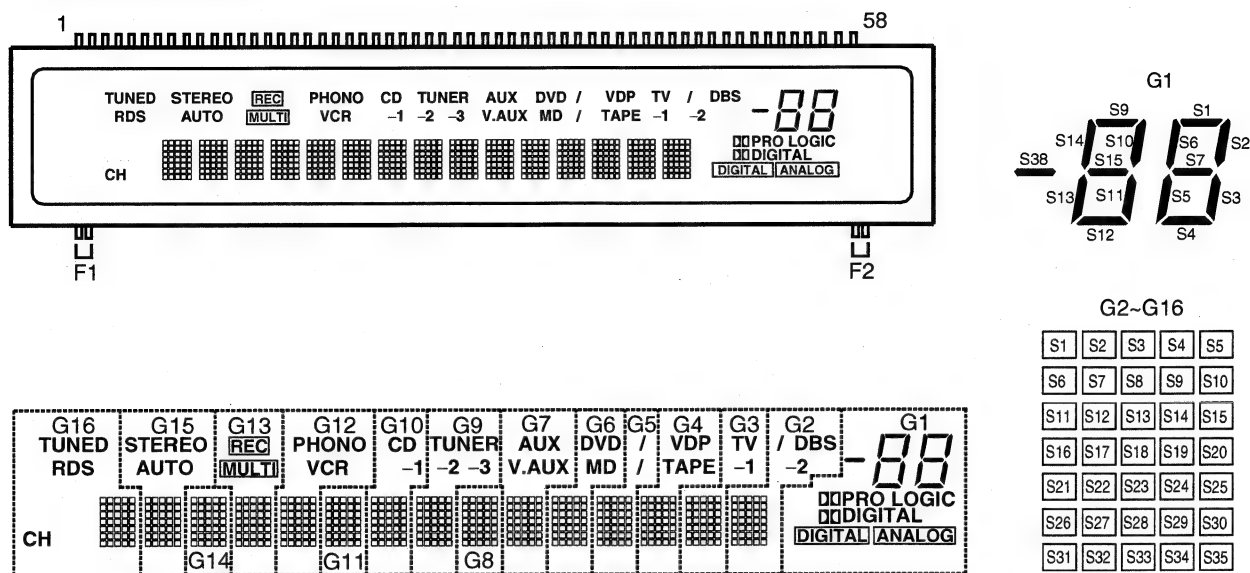 1 58
TUNED STEREO REC PHONO CD TUNER AUX DVD / VDP TV / DBS
RDS AUTO MULTI VCR –1 –2 –3 V.AUX MD / TAPE –1 –2
-88
PRO LOGIC
DIGITAL
DIGITAL ANALOG
CH
F1 F2
G1
S9 S1
S14 S10 S6 S2
S38 S15 S7
S13 S11 S5 S3
S12 S4
G2~G16
S1 S2 S3 S4 S5
S6 S7 S8 S9 S10
S11 S12 S13 S14 S15
S16 S17 S18 S19 S20
S21 S22 S23 S24 S25
S26 S27 S28 S29 S30
S31 S32 S33 S34 S35
G16 G15 G13 G12 G10 G9 G7 G6 G5 G4 G3 G2 G1
TUNED STEREO REC PHONO CD TUNER AUX DVD / VDP TV / DBS
RDS AUTO MULTI VCR –1 –2 –3 V.AUX MD / TAPE –1 –2
-88
PRO LOGIC
DIGITAL
DIGITAL ANALOG
CH
G14 G11 G8